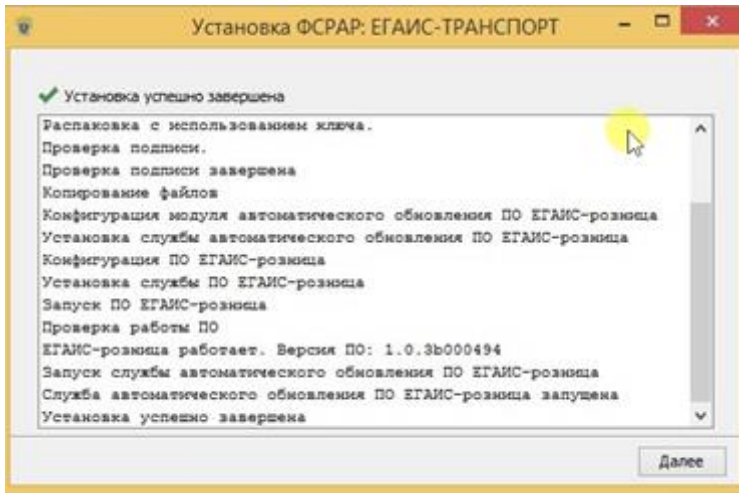 Установка ФСРАР: ЕГАИС-ТРАНСПОРТ
Установка успешно завершена
Распаковка с использованием ключа.
Проверка подписи.
Проверка подписи завершена
Копирование файлов
Конфигурация модуля автоматического обновления ПО ЕГАИС-розница
Установка службы автоматического обновления ПО ЕГАИС-розница
Конфигурация ПО ЕГАИС-розница
Установка службы ПО ЕГАИС-розница
Запуск ПО ЕГАИС-розница
Проверка работы ПО
ЕГАИС-розница работает. Версия ПО: 1.0.3b000494
Запуск службы автоматического обновления ПО ЕГАИС-розница
Служба автоматического обновления ПО ЕГАИС-розница запущена
Установка успешно завершена
Далее